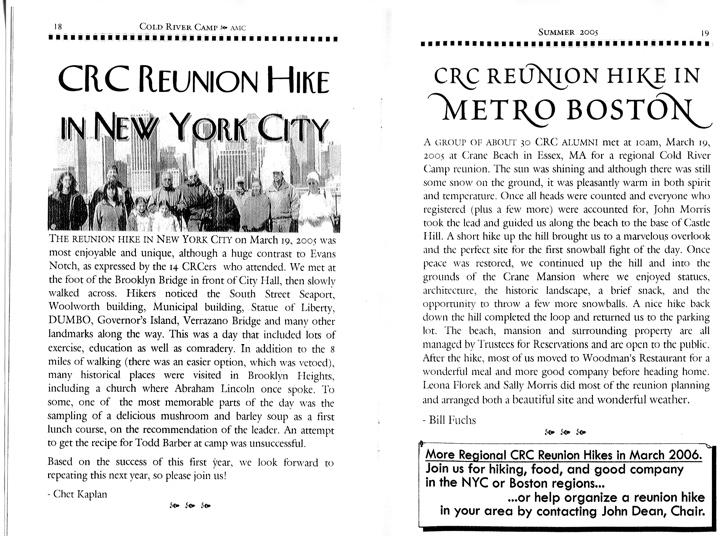 18
COLD RIVER CAMP AMC
CRC REUNION HIKE
IN NEW YORK CITY
THE REUNION HIKE IN NEW YORK CITY on March 19, 2005 was
most enjoyable and unique, although a huge contrast to Evans
Notch, as expressed by the 14 CRCers who attended. We met at
the foot of the Brooklyn Bridge in front of City Hall, then slowly
walked across. Hikers noticed the South Street Seaport,
Woolworth building, Municipal building, Statue of Liberty,
DUMBO, Governor's Island, Verrazano Bridge and many other
landmarks along the way. This was a day that included lots of
exercise, education as well as comradery. In addition to the 8
miles of walking (there was an easier option, which was vetoed),
many historical places were visited in Brooklyn Heights,
including a church where Abraham Lincoln once spoke. To
some, one of the most memorable parts of the day was the
sampling of a delicious mushroom and barley soup as a first
lunch course, on the recommendation of the leader. An attempt
to get the recipe for Todd Barber at camp was unsuccessful.
Based on the success of this first year, we look forward to
repeating this next year, so please join us!
- Chet Kaplan
SUMMER 2005
19
CRC REUNION HIKE IN
METRO BOSTON
A GROUP OF ABOUT 30 CRC ALUMNI met at 10am, March 19,
2005 at Crane Beach in Essex, MA for a regional Cold River
Camp reunion. The sun was shining and although there was still
some snow on the ground, it was pleasantly warm in both spirit
and temperature. Once all heads were counted and everyone who
registered (plus a few more) were accounted for, John Morris
took the lead and guided us along the beach to the base of Castle
Hill. A short hike up the hill brought us to a marvelous overlook
and the perfect site for the first snowball fight of the day. Once
peace was restored, we continued up the hill and into the
grounds of the Crane Mansion where we enjoyed statues,
architecture, the historic landscape, a brief snack, and the
opportunity to throw a few more snowballs. A nice hike back
down the hill completed the loop and returned us to the parking
lot. The beach, mansion and surrounding property are all
managed by Trustees for Reservations and are open to the public.
After the hike, most of us moved to Woodman's Restaurant for a
wonderful meal and more good company before heading home.
Leona Florek and Sally Morris did most of the reunion planning
and arranged both a beautiful site and wonderful weather.
- Bill Fuchs
More Regional CRC Reunion Hikes in March 2006.
Join us for hiking, food, and good company
in the NYC or Boston regions...
...or help organize a reunion hike
in your area by contacting John Dean, Chair.